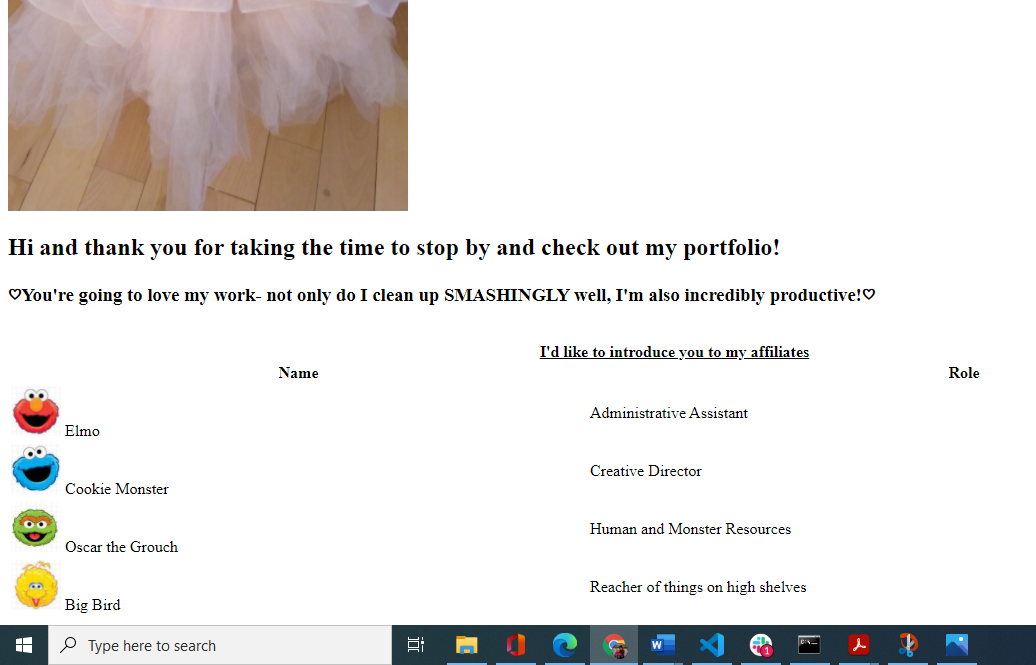 Hi and thank you for taking the time to stop by and check out my portfolio!
♡You're going to love my work- not only do I clean up SMASHINGLY well, I'm also incredibly productive!♡
I'd like to introduce you to my affiliates
Name Role
Elmo Administrative Assistant
Cookie Monster Creative Director
Oscar the Grouch Human and Monster Resources
Big Bird Reacher of things on high shelves
Type here to search